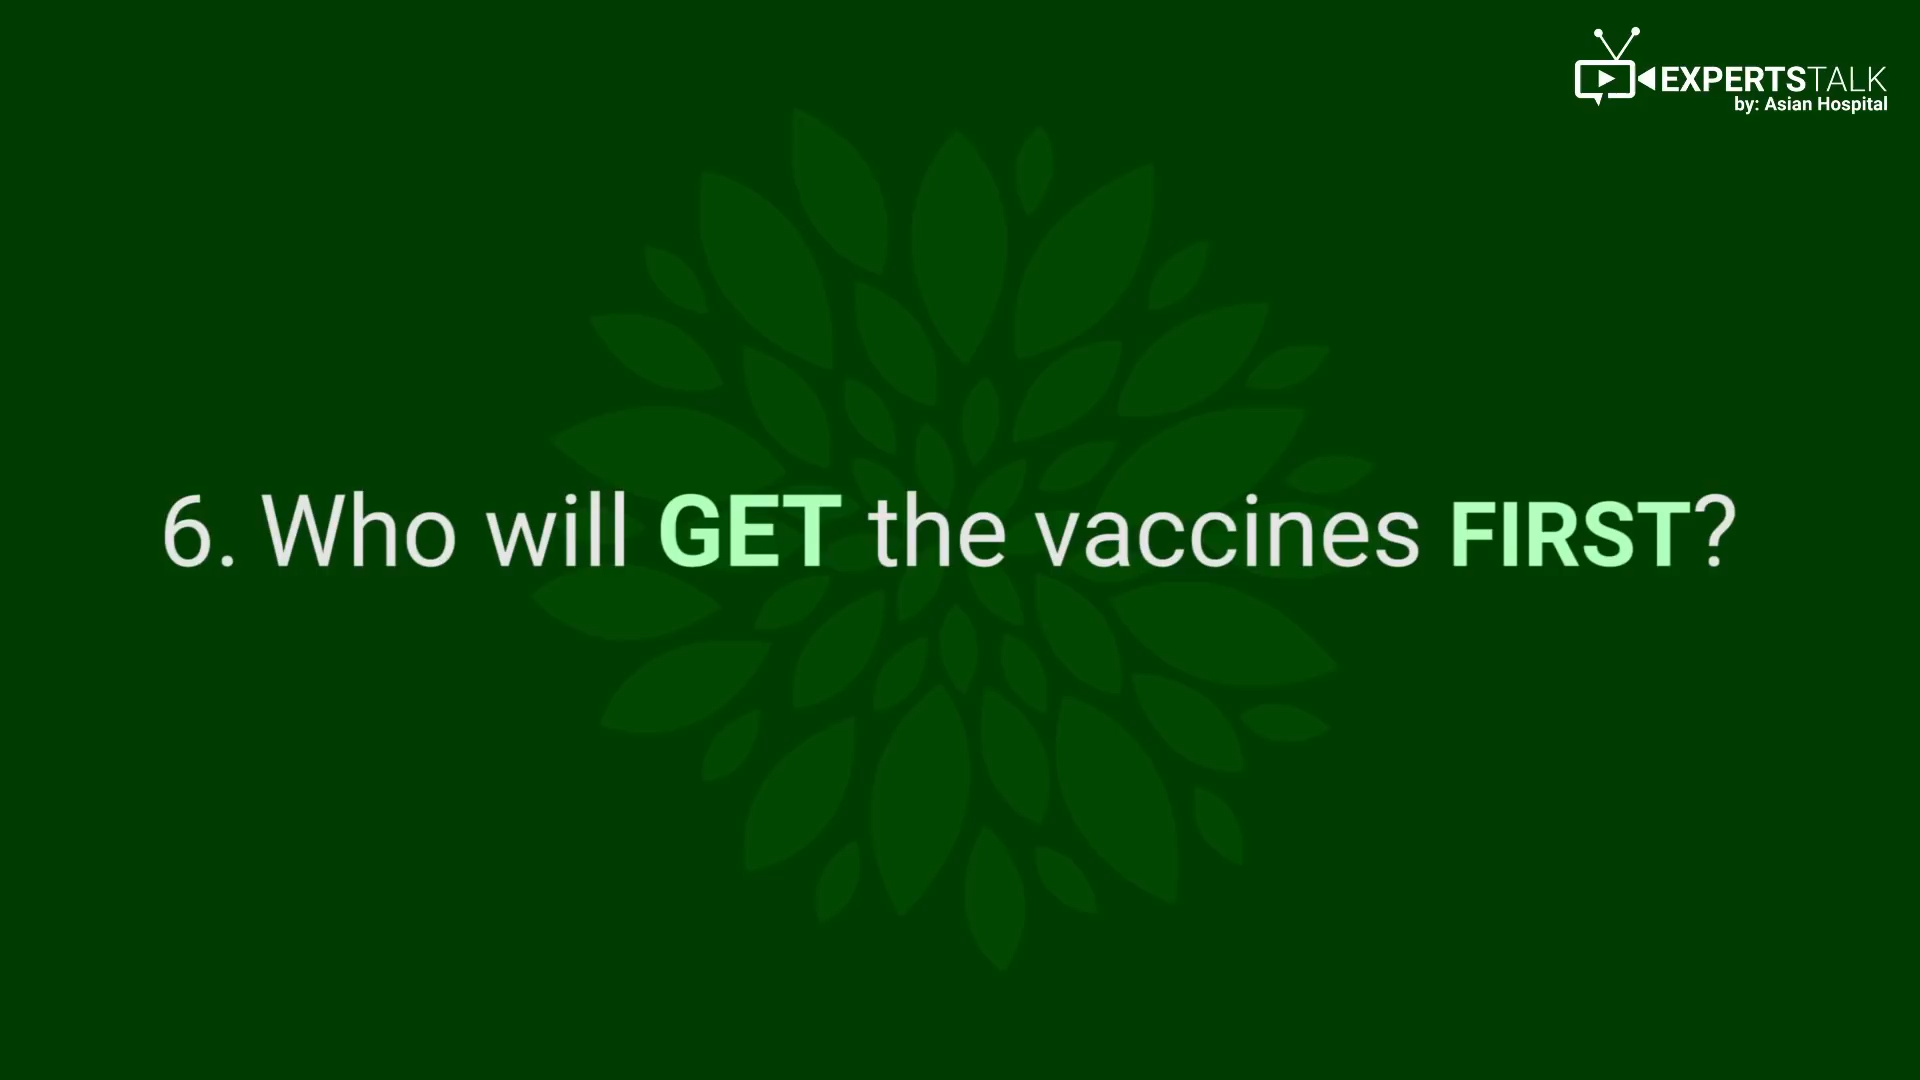 EXPERTSTALK
by: Asian Hospital
6. Who will GET the vaccines FIRST?